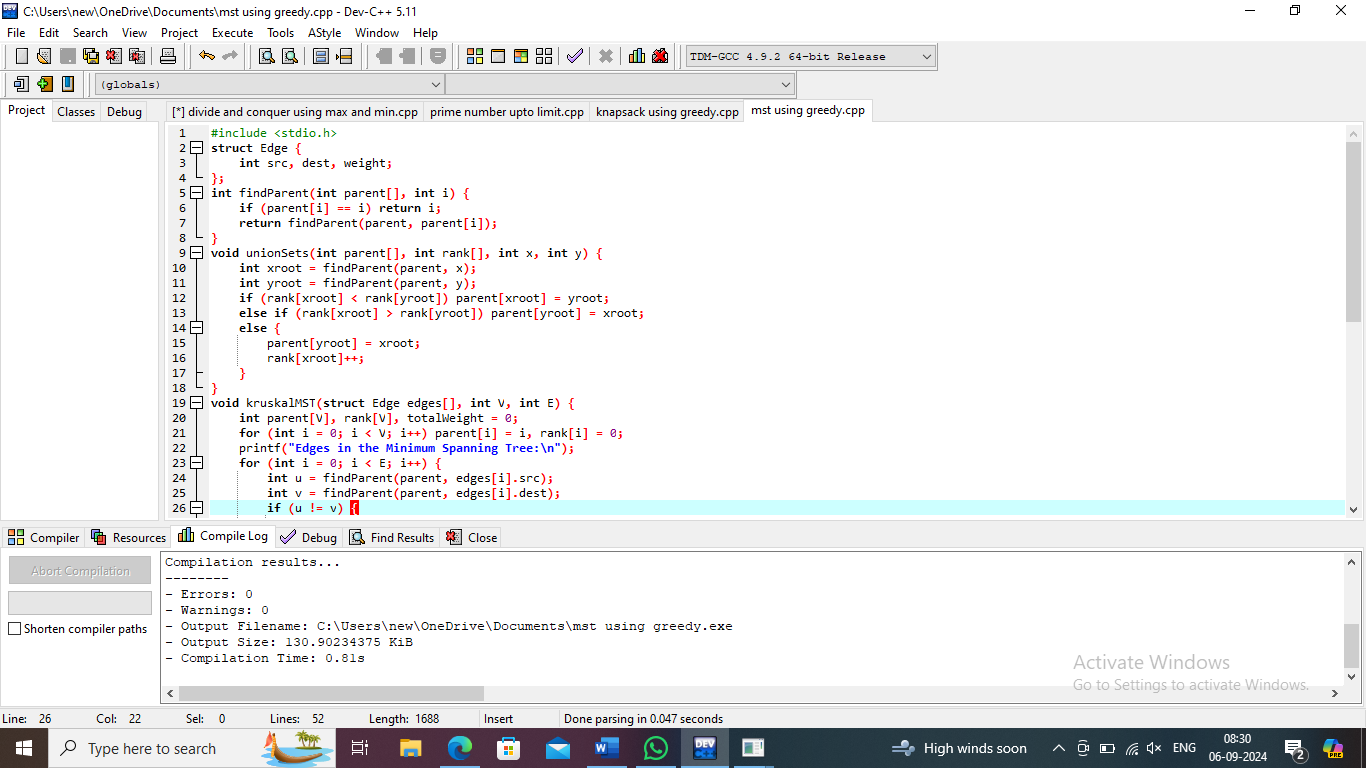 C:\Users\new\OneDrive\Documents\mst using greedy.cpp - Dev-C++ 5.11
File Edit Search View Project Execute Tools AStyle Window Help
TDM-GCC 4.9.2 64-bit Release
(globals)
Project Classes Debug [*] divide and conquer using max and min.cpp prime number upto limit.cpp knapsack using greedy.cpp mst using greedy.cpp
1 #include <stdio.h>
2 struct Edge {
3 int src, dest, weight;
4 };
5 int findParent(int parent[], int i) {
6 if (parent[i] == i) return i;
7 return findParent(parent, parent[i]);
8 }
9 void unionSets(int parent[], int rank[], int x, int y) {
10 int xroot = findParent(parent, x);
11 int yroot = findParent(parent, y);
12 if (rank[xroot] < rank[yroot]) parent[xroot] = yroot;
13 else if (rank[xroot] > rank[yroot]) parent[yroot] = xroot;
14 else {
15 parent[yroot] = xroot;
16 rank[xroot]++;
17 }
18 }
19 void kruskalMST(struct Edge edges[], int V, int E) {
20 int parent[V], rank[V], totalWeight = 0;
21 for (int i = 0; i < V; i++) parent[i] = i, rank[i] = 0;
22 printf("Edges in the Minimum Spanning Tree:\n");
23 for (int i = 0; i < E; i++) {
24 int u = findParent(parent, edges[i].src);
25 int v = findParent(parent, edges[i].dest);
26 if (u != v) {
Compiler Resources Compile Log Debug Find Results Close
Abort Compilation
Shorten compiler paths
Compilation results...
--------
- Errors: 0
- Warnings: 0
- Output Filename: C:\Users\new\OneDrive\Documents\mst using greedy.exe
- Output Size: 130.90234375 KiB
- Compilation Time: 0.81s
Activate Windows
Go to Settings to activate Windows.
Line: 26 Col: 22 Sel: 0 Lines: 52 Length: 1688 Insert Done parsing in 0.047 seconds
Type here to search
DEV
High winds soon
ENG
08:30
06-09-2024
2
PRE